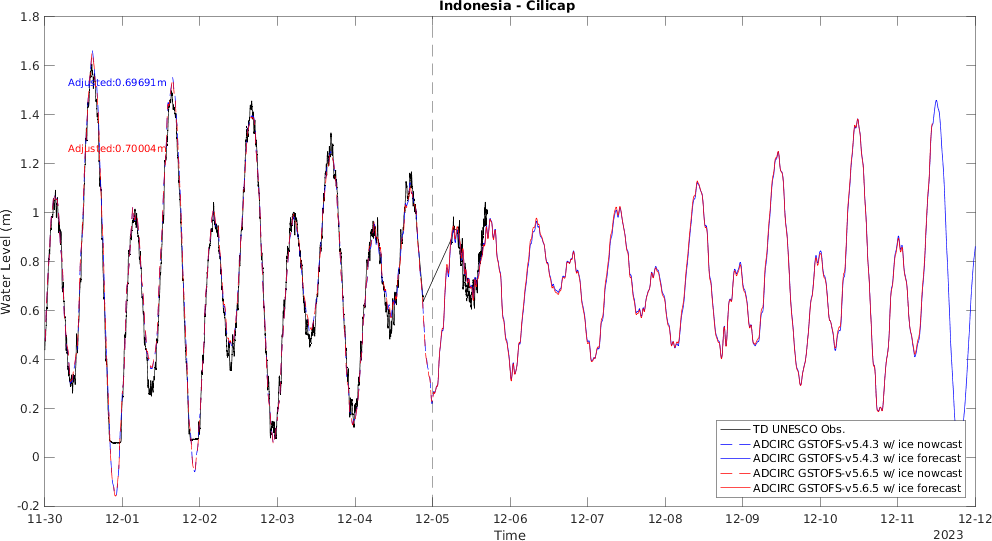 Indonesia - Cilicap
1.8
1.6
1.4
1.2
1
0.8
0.6
0.4
0.2
0
-0.2
Water Level (m)
Adjusted:0.69691m
Adjusted:0.70004m
TD UNESCO Obs.
ADCIRC GSTOFS-v5.4.3 w/ ice nowcast
ADCIRC GSTOFS-v5.4.3 w/ ice forecast
ADCIRC GSTOFS-v5.6.5 w/ ice nowcast
ADCIRC GSTOFS-v5.6.5 w/ ice forecast
11-30 12-01 12-02 12-03 12-04 12-05 12-06 12-07 12-08 12-09 12-10 12-11 12-12
Time
2023